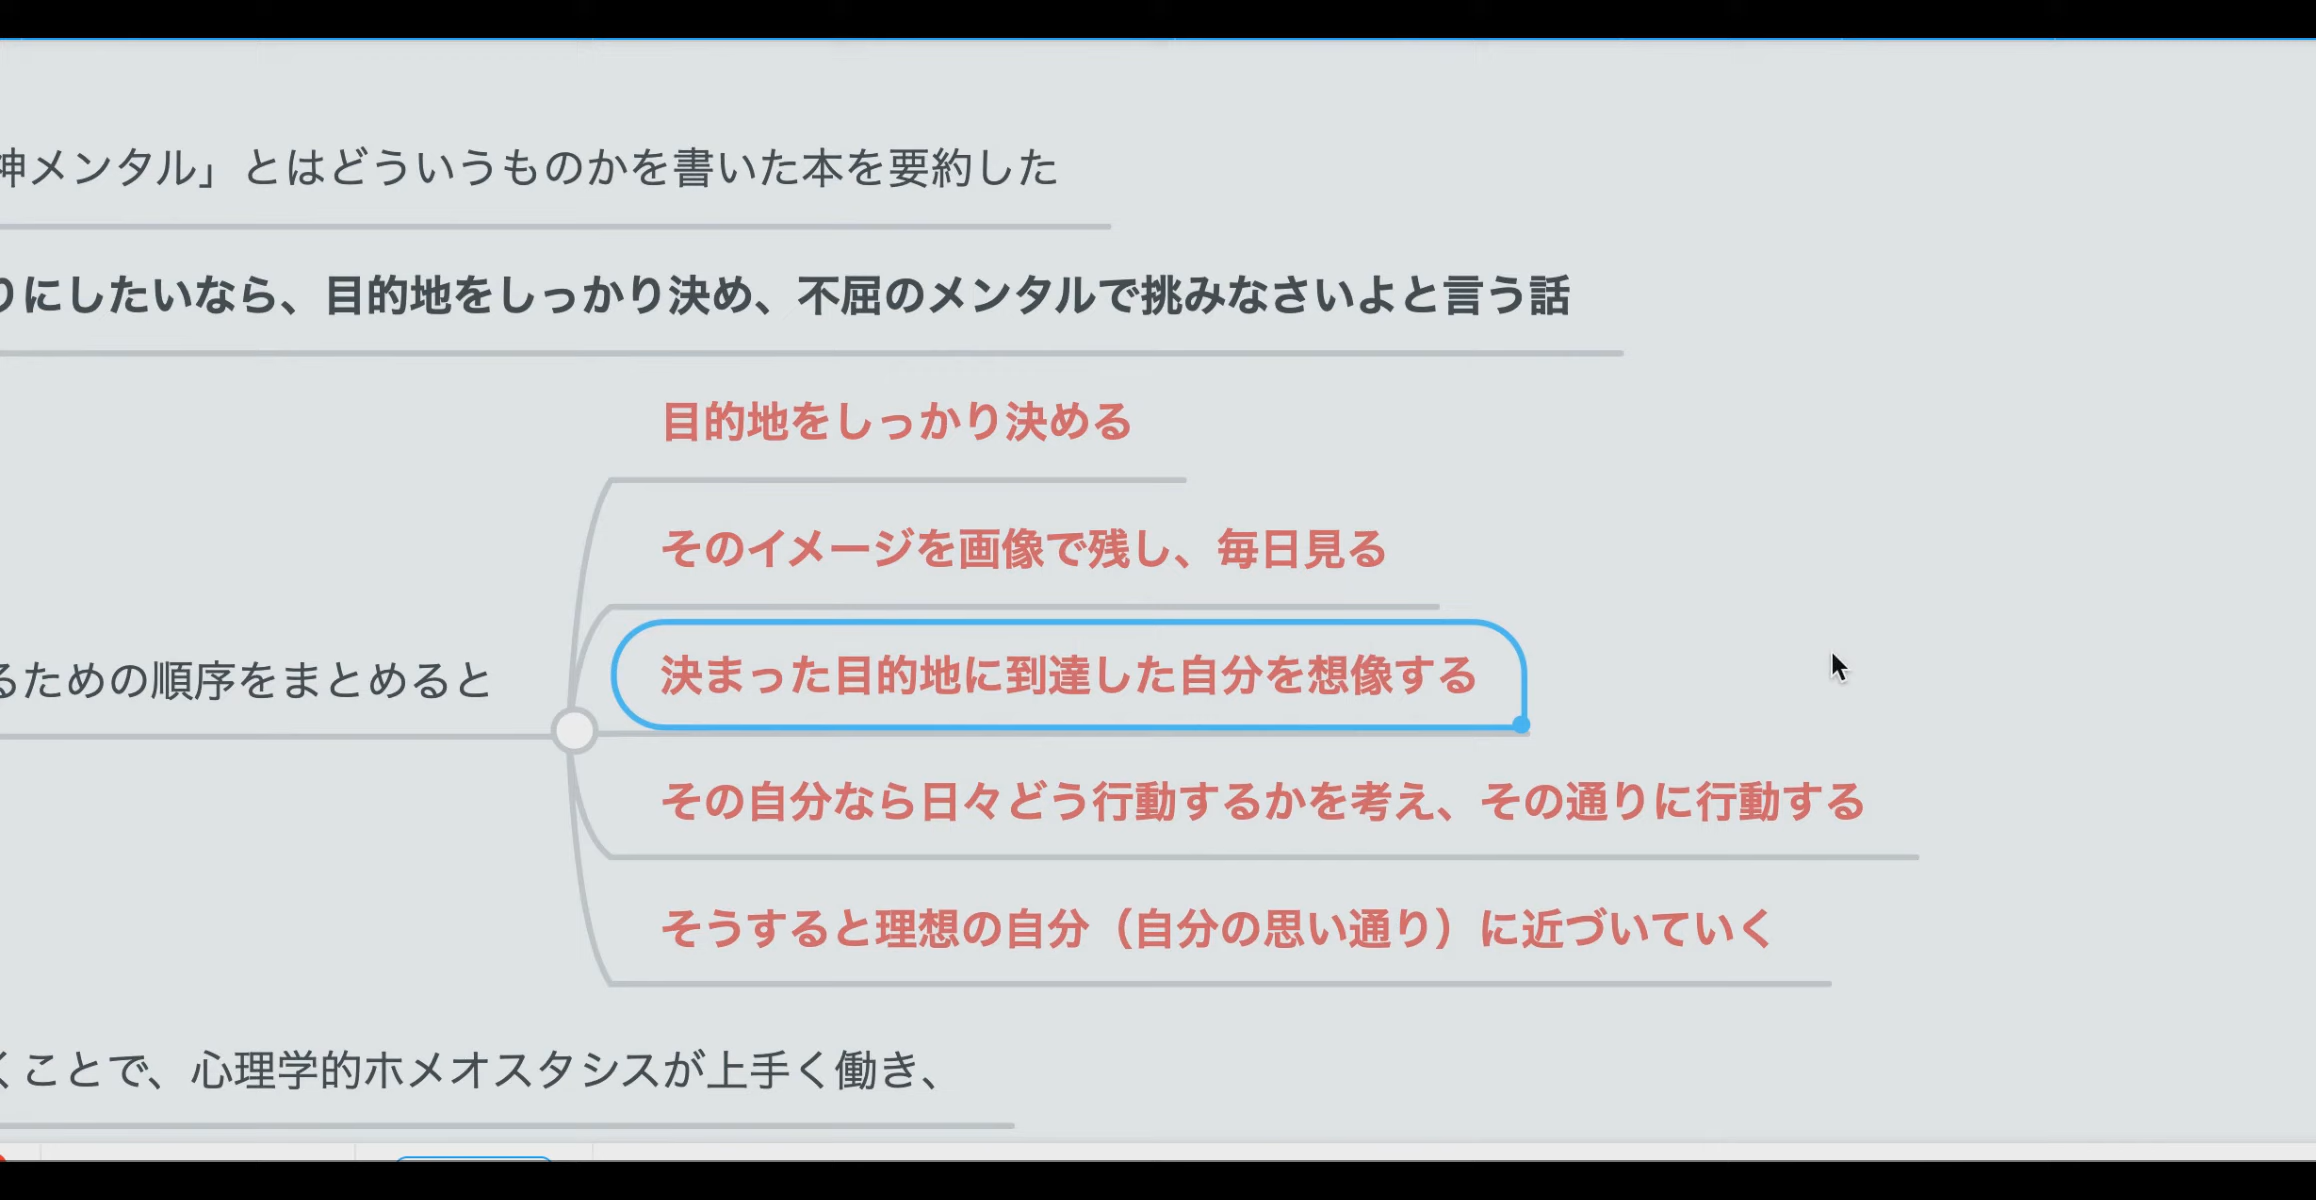 神メンタル」とはどういうものかを書いた本を要約した
りにしたいなら、目的地をしっかり決め、不屈のメンタルで挑みなさいよと言う話
目的地をしっかり決める
そのイメージを画像で残し、毎日見る
るための順序をまとめると
決まった目的地に到達した自分を想像する
その自分なら日々どう行動するかを考え、その通りに行動する
そうすると理想の自分（自分の思い通り）に近づいていく
くことで、心理学的ホメオスタシスが上手く働き、